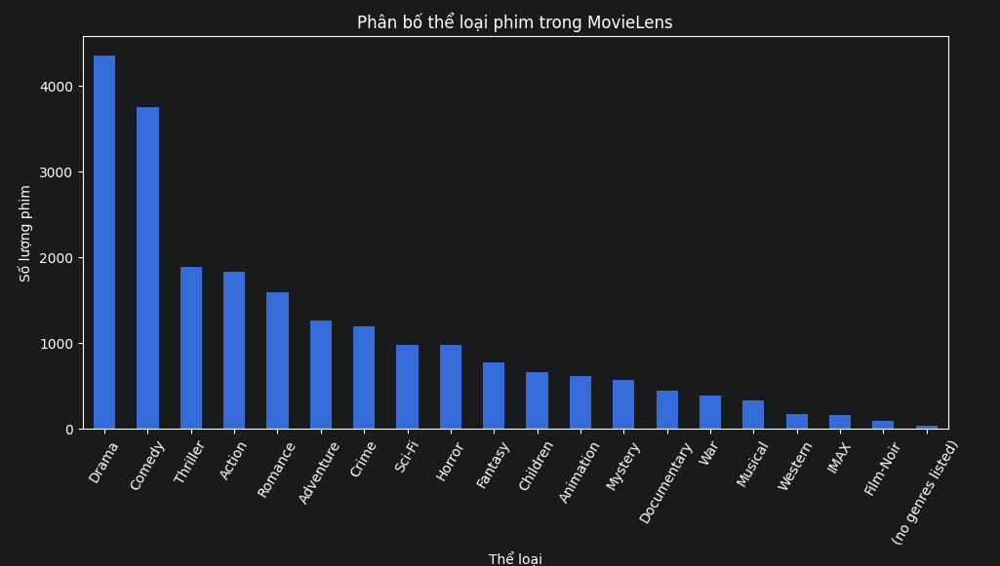 Phân bố thể loại phim trong MovieLens
Số lượng phim
4000
3000
2000
1000
0
Drama
Comedy
Thriller
Action
Romance
Adventure
Crime
Sci-Fi
Horror
Fantasy
Children
Animation
Mystery
Documentary
War
Musical
Western
IMAX
Film-Noir
(no genres listed)
Thể loại